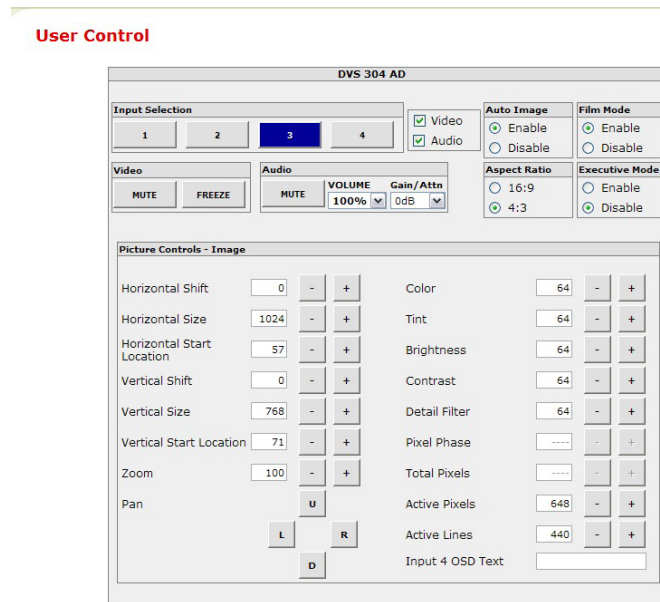 User Control
DVS 304 AD
Input Selection
1 2 3 4
Video
Audio
Auto Image
Enable
Disable
Film Mode
Enable
Disable
Video
MUTE FREEZE
Audio
MUTE
VOLUME Gain/Attn
100% 0dB
Aspect Ratio
16:9
4:3
Executive Mode
Enable
Disable
Picture Controls - Image
Horizontal Shift 0 - +
Horizontal Size 1024 - +
Horizontal Start
Location 57 - +
Vertical Shift 0 - +
Vertical Size 768 - +
Vertical Start Location 71 - +
Zoom 100 - +
Pan U
L R
D
Color 64 - +
Tint 64 - +
Brightness 64 - +
Contrast 64 - +
Detail Filter 64 - +
Pixel Phase ---- - +
Total Pixels ---- - +
Active Pixels 648 - +
Active Lines 440 - +
Input 4 OSD Text